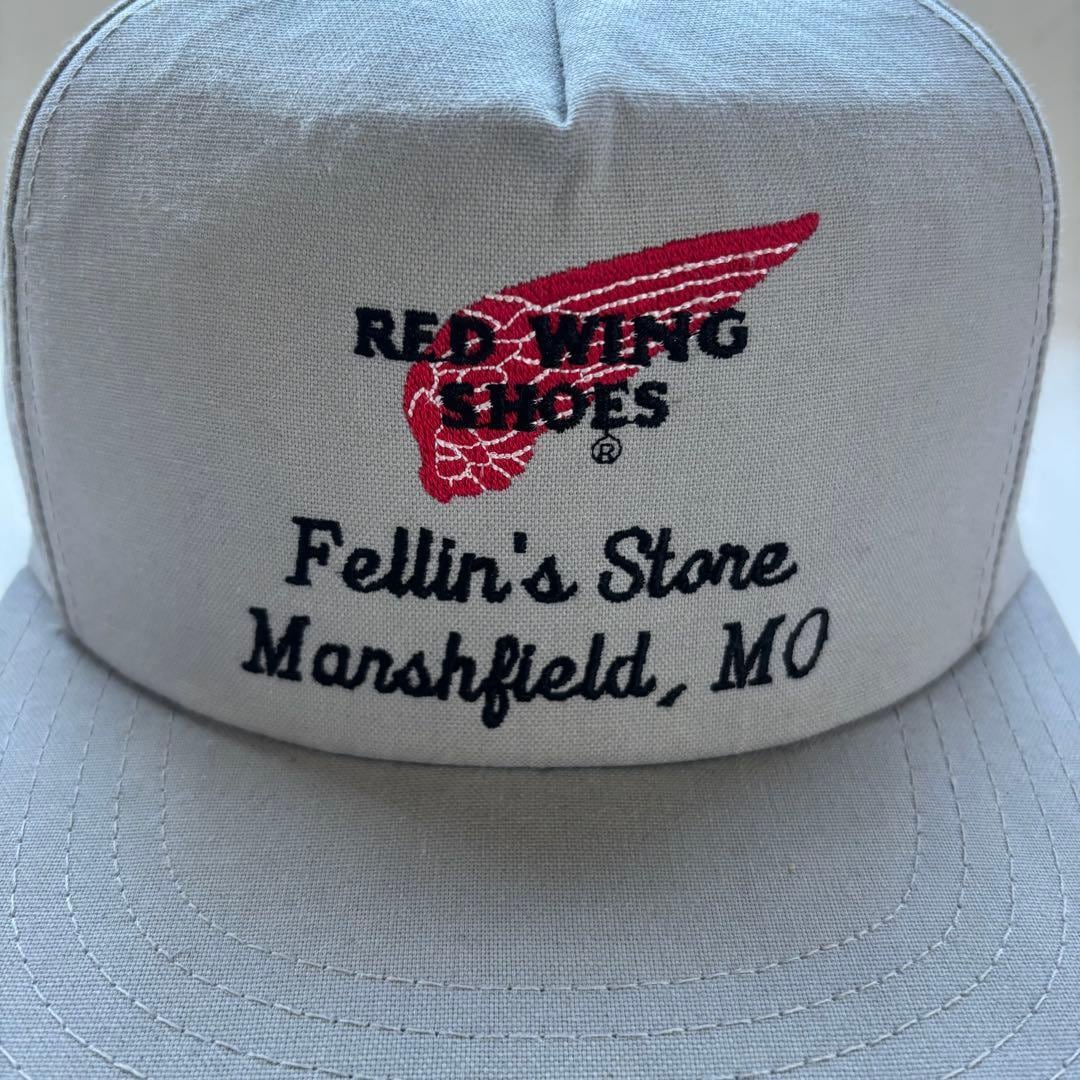 RED WING
SHOES
®
Fellin's Store
Marshfield, MO